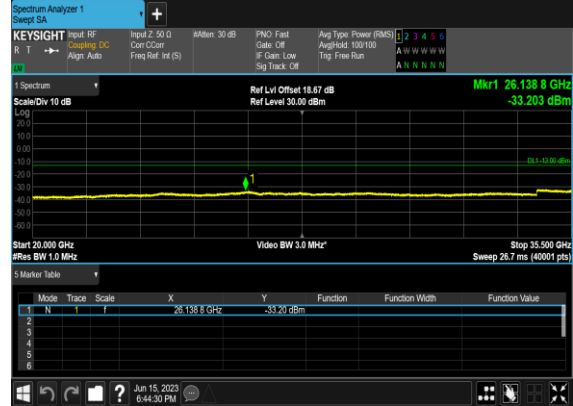 Spectrum Analyzer 1
Swept SA
+
KEYSIGHT Input: RF Input Z: 50 Ω #Atten: 30 dB PNO: Fast Avg Type: Power (RMS) 1 2 3 4 5 6
R T Coupling: DC Corr CCorr Gate: Off Avg|Hold: 100/100 A W W W W W
Align: Auto Freq Ref: Int (S) IF Gain: Low Trig: Free Run
LV Sig Track: Off A N N N N N
1 Spectrum Ref Lvl Offset 18.67 dB Mkr1 26.138 8 GHz
Scale/Div 10 dB Ref Level 30.00 dBm -33.203 dBm
Log
20.0
10.0
0.00
-10.0 DL1 -13.00 dBm
-20.0
-30.0 1
-40.0
-50.0
-60.0
Start 20.000 GHz Video BW 3.0 MHz* Stop 35.500 GHz
#Res BW 1.0 MHz Sweep 26.7 ms (40001 pts)
5 Marker Table
Mode Trace Scale X Y Function Function Width Function Value
1 N 1 f 26.138 8 GHz -33.20 dBm
2
3
4
5
6
? Jun 15, 2023
6:44:30 PM